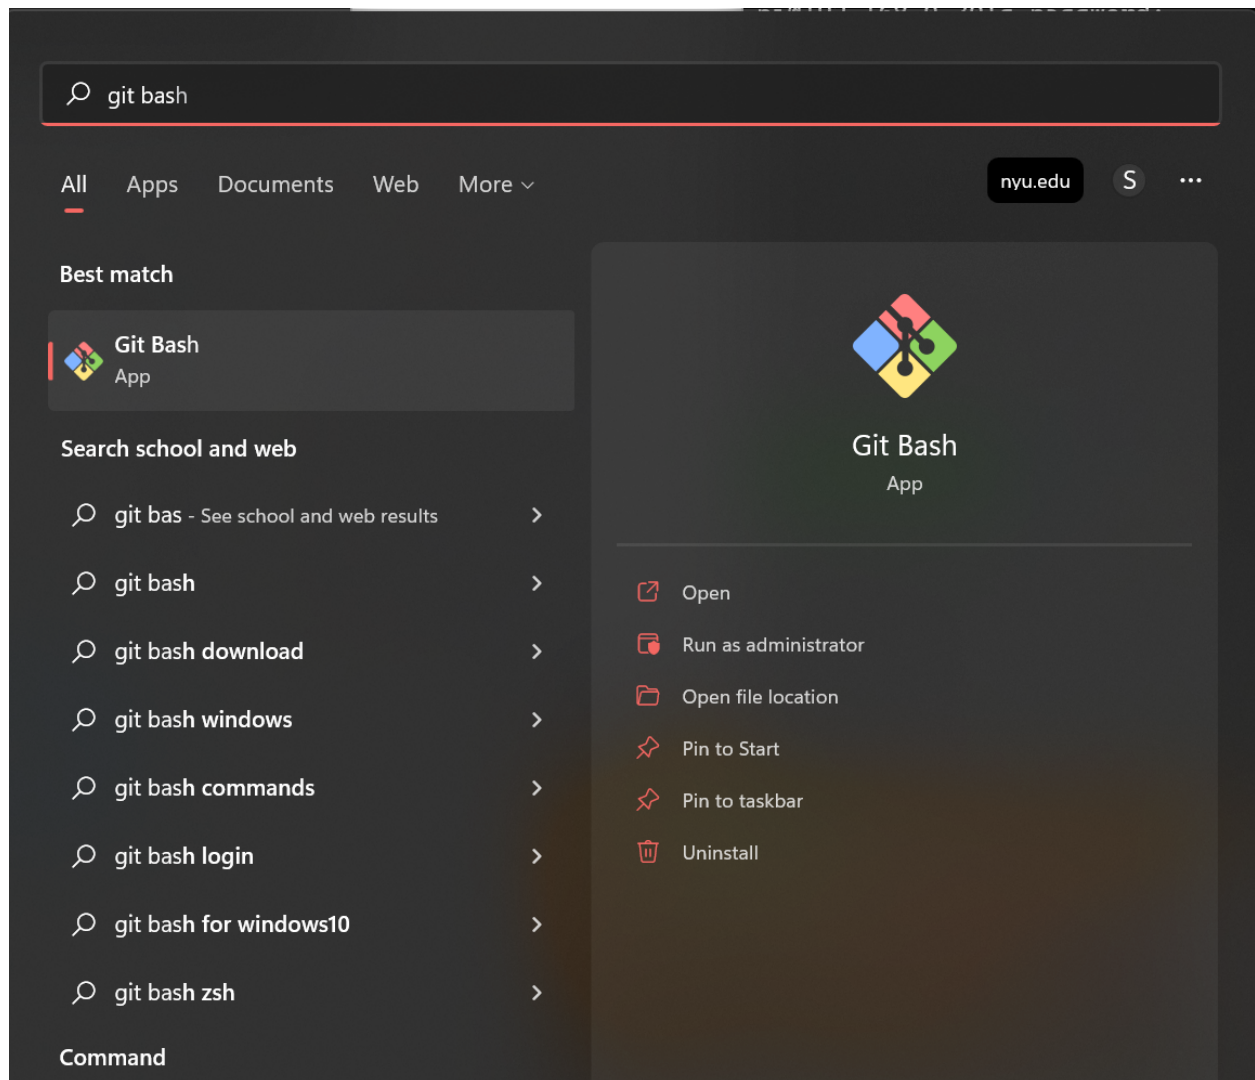 git bash
All Apps Documents Web More
nyu.edu S
Best match
Git Bash
App
Search school and web
git bas - See school and web results
git bash
git bash download
git bash windows
git bash commands
git bash login
git bash for windows10
git bash zsh
Command
Git Bash
App
Open
Run as administrator
Open file location
Pin to Start
Pin to taskbar
Uninstall